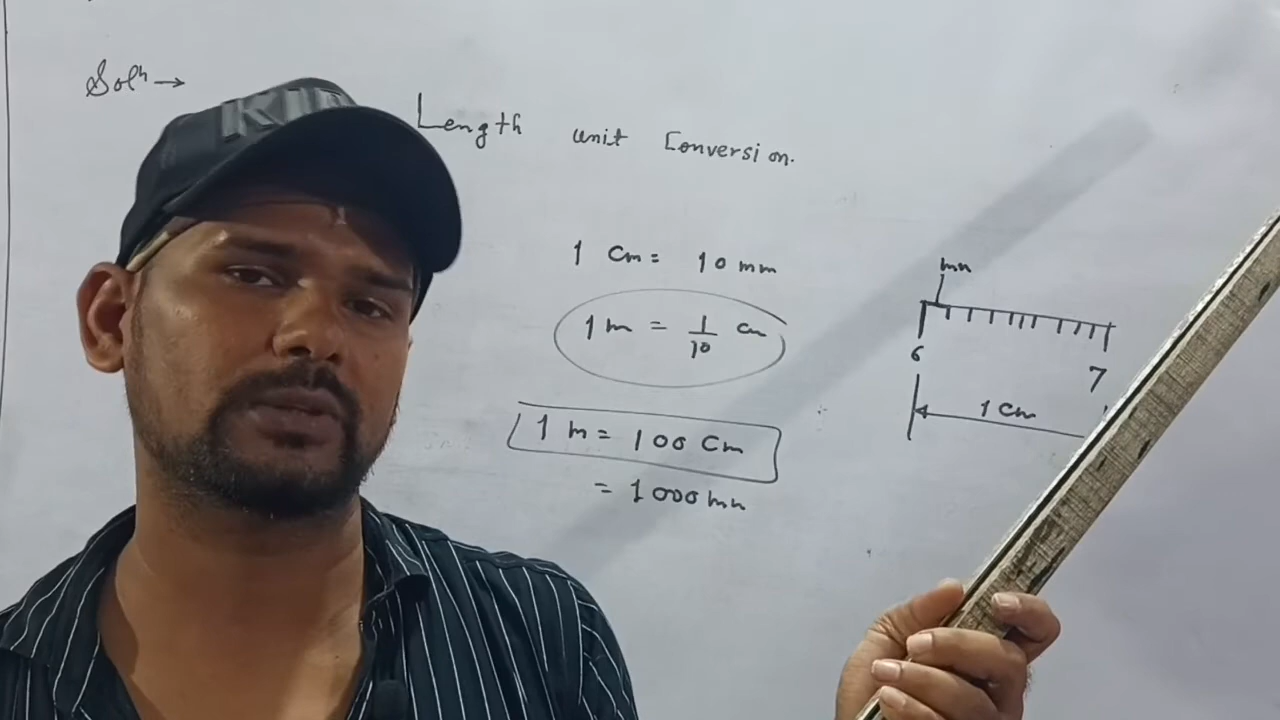 Solⁿ →
Length unit Conversion.
1 Cm = 10 mm
1 m = 1/10 cm
1 m = 100 Cm
= 1000 mm
mm
6
7
1 Cm